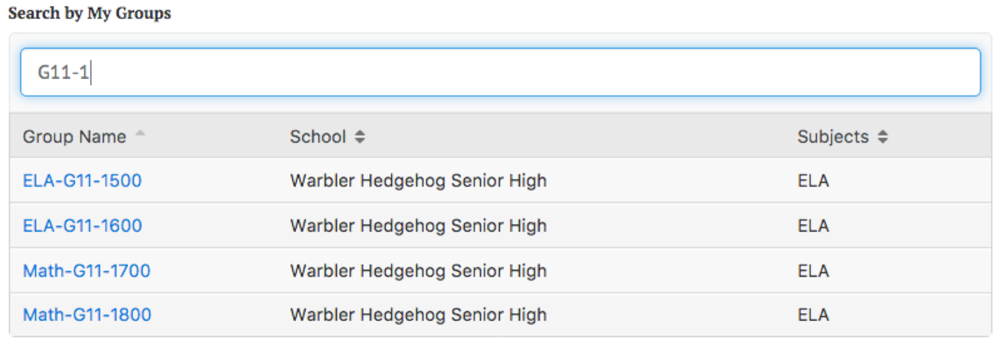 Search by My Groups
G11-1
Group Name School Subjects
ELA-G11-1500 Warbler Hedgehog Senior High ELA
ELA-G11-1600 Warbler Hedgehog Senior High ELA
Math-G11-1700 Warbler Hedgehog Senior High ELA
Math-G11-1800 Warbler Hedgehog Senior High ELA